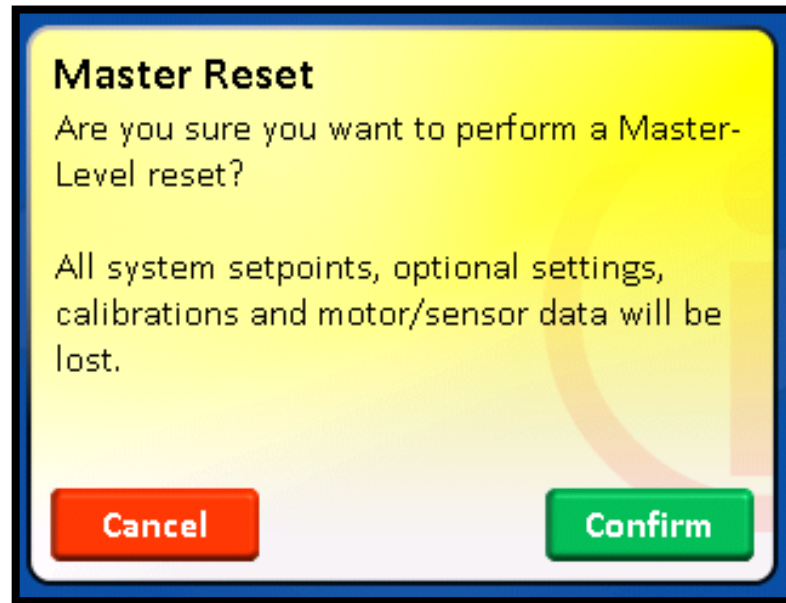 Master Reset
Are you sure you want to perform a Master-
Level reset?
All system setpoints, optional settings,
calibrations and motor/sensor data will be
lost.
Cancel
Confirm